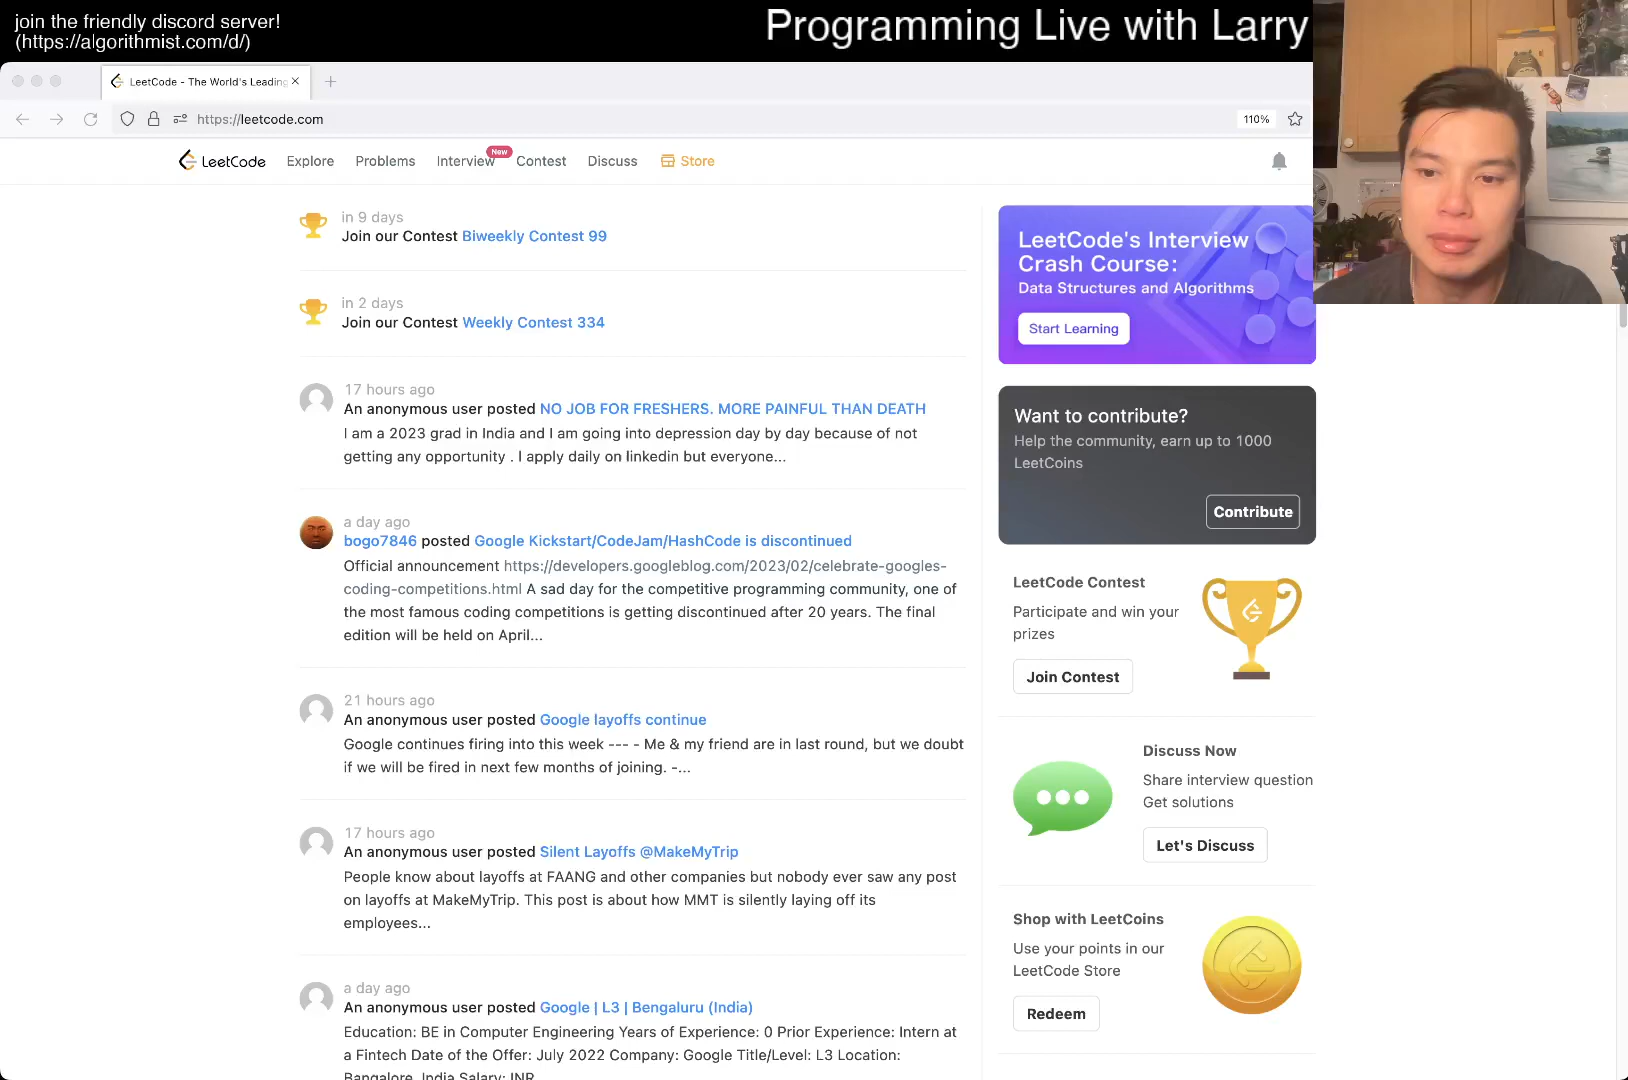 join the friendly discord server!
(https://algorithmist.com/d/)
Programming Live with Larry
LeetCode - The World's Leading
https://leetcode.com
110%
LeetCode
Explore
Problems
Interview
New
Contest
Discuss
Store
in 9 days
Join our Contest Biweekly Contest 99
in 2 days
Join our Contest Weekly Contest 334
17 hours ago
An anonymous user posted NO JOB FOR FRESHERS. MORE PAINFUL THAN DEATH
I am a 2023 grad in India and I am going into depression day by day because of not
getting any opportunity . I apply daily on linkedin but everyone...
a day ago
bogo7846 posted Google Kickstart/CodeJam/HashCode is discontinued
Official announcement https://developers.googleblog.com/2023/02/celebrate-googles-
coding-competitions.html A sad day for the competitive programming community, one of
the most famous coding competitions is getting discontinued after 20 years. The final
edition will be held on April...
21 hours ago
An anonymous user posted Google layoffs continue
Google continues firing into this week --- - Me & my friend are in last round, but we doubt
if we will be fired in next few months of joining. -...
17 hours ago
An anonymous user posted Silent Layoffs @MakeMyTrip
People know about layoffs at FAANG and other companies but nobody ever saw any post
on layoffs at MakeMyTrip. This post is about how MMT is silently laying off its
employees...
a day ago
An anonymous user posted Google | L3 | Bengaluru (India)
Education: BE in Computer Engineering Years of Experience: 0 Prior Experience: Intern at
a Fintech Date of the Offer: July 2022 Company: Google Title/Level: L3 Location:
Bangalore, India Salary: INR
LeetCode's Interview
Crash Course:
Data Structures and Algorithms
Start Learning
Want to contribute?
Help the community, earn up to 1000
LeetCoins
Contribute
LeetCode Contest
Participate and win your
prizes
Join Contest
Discuss Now
Share interview question
Get solutions
Let's Discuss
Shop with LeetCoins
Use your points in our
LeetCode Store
Redeem